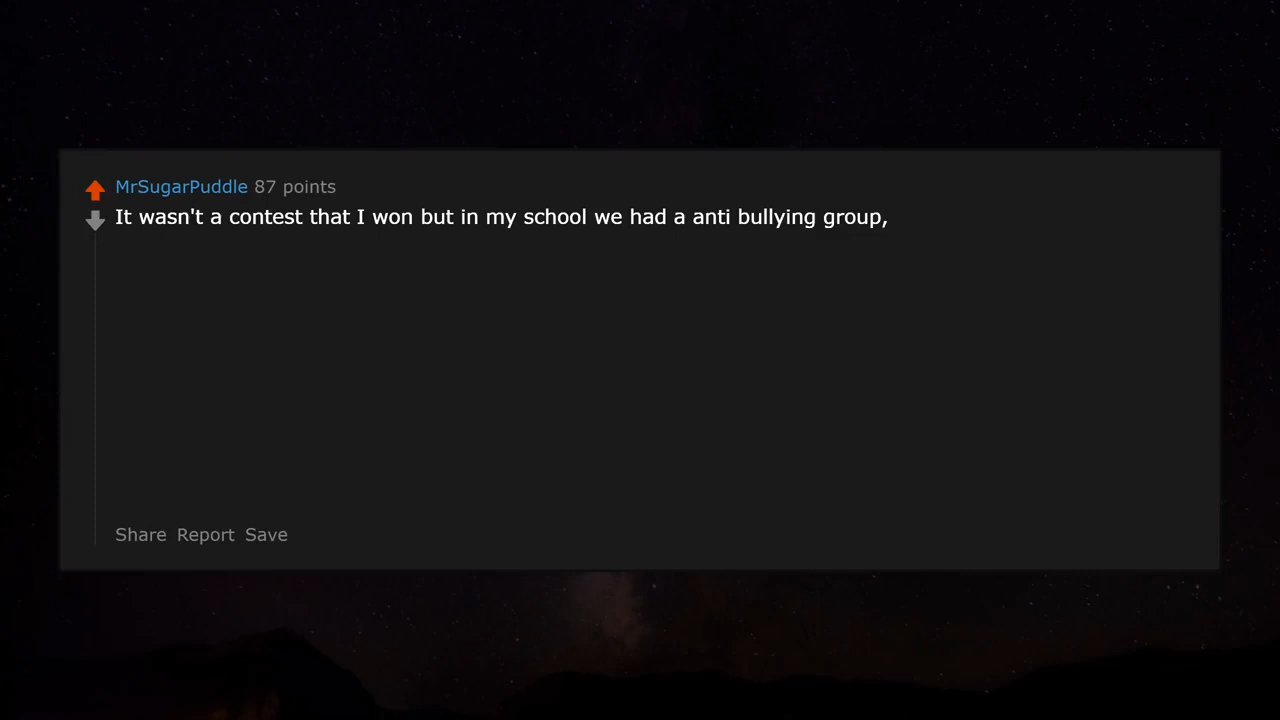 MrSugarPuddle 87 points
It wasn't a contest that I won but in my school we had a anti bullying group,
Share Report Save